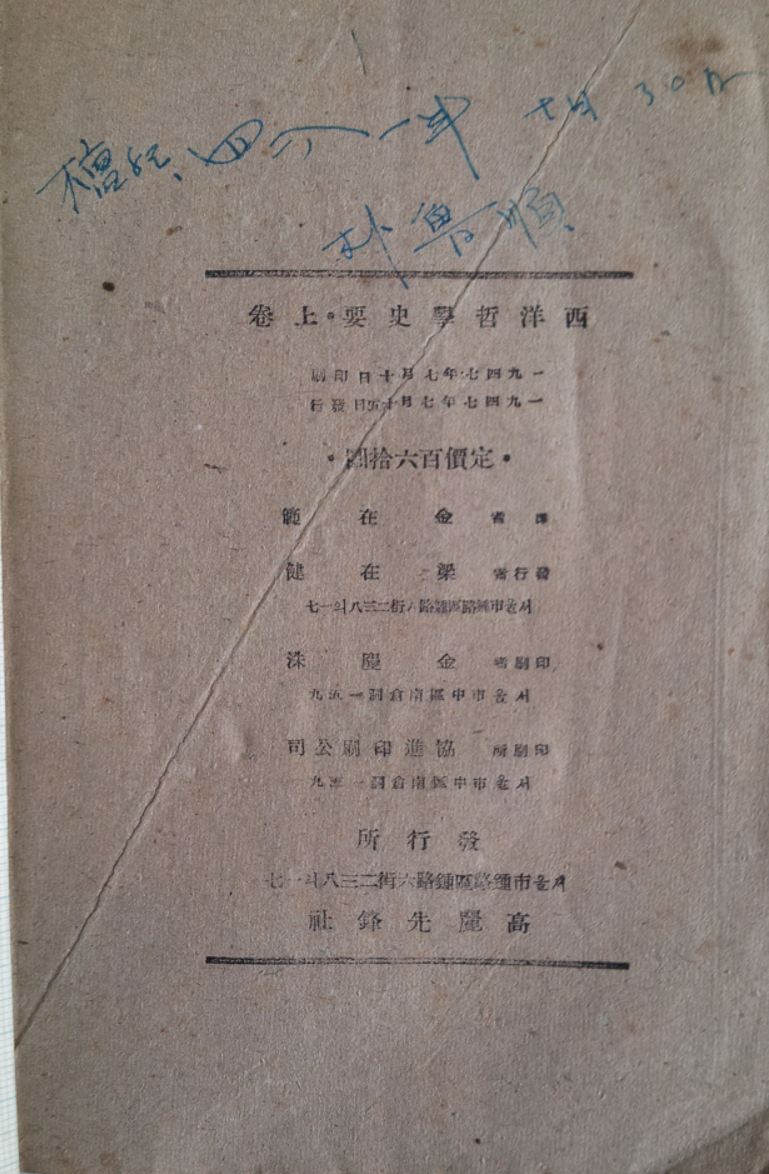 檀紀、四二八一年 十月 30日
朴魯順
西洋哲學史要・上卷
一九四七年七月十日印刷
一九四七年七月十五日發行
・定價百六拾圓・
者 金在範
發行者 梁在健
서울市鍾路區鍾路六街二三八의一七
印刷者 金慶洙
서울市中區南倉洞一五九
印刷所 協進印刷公司
서울市中區南倉洞一五九
發行所
서울市鍾路區鍾路六街二三八의一七
高麗先鋒社